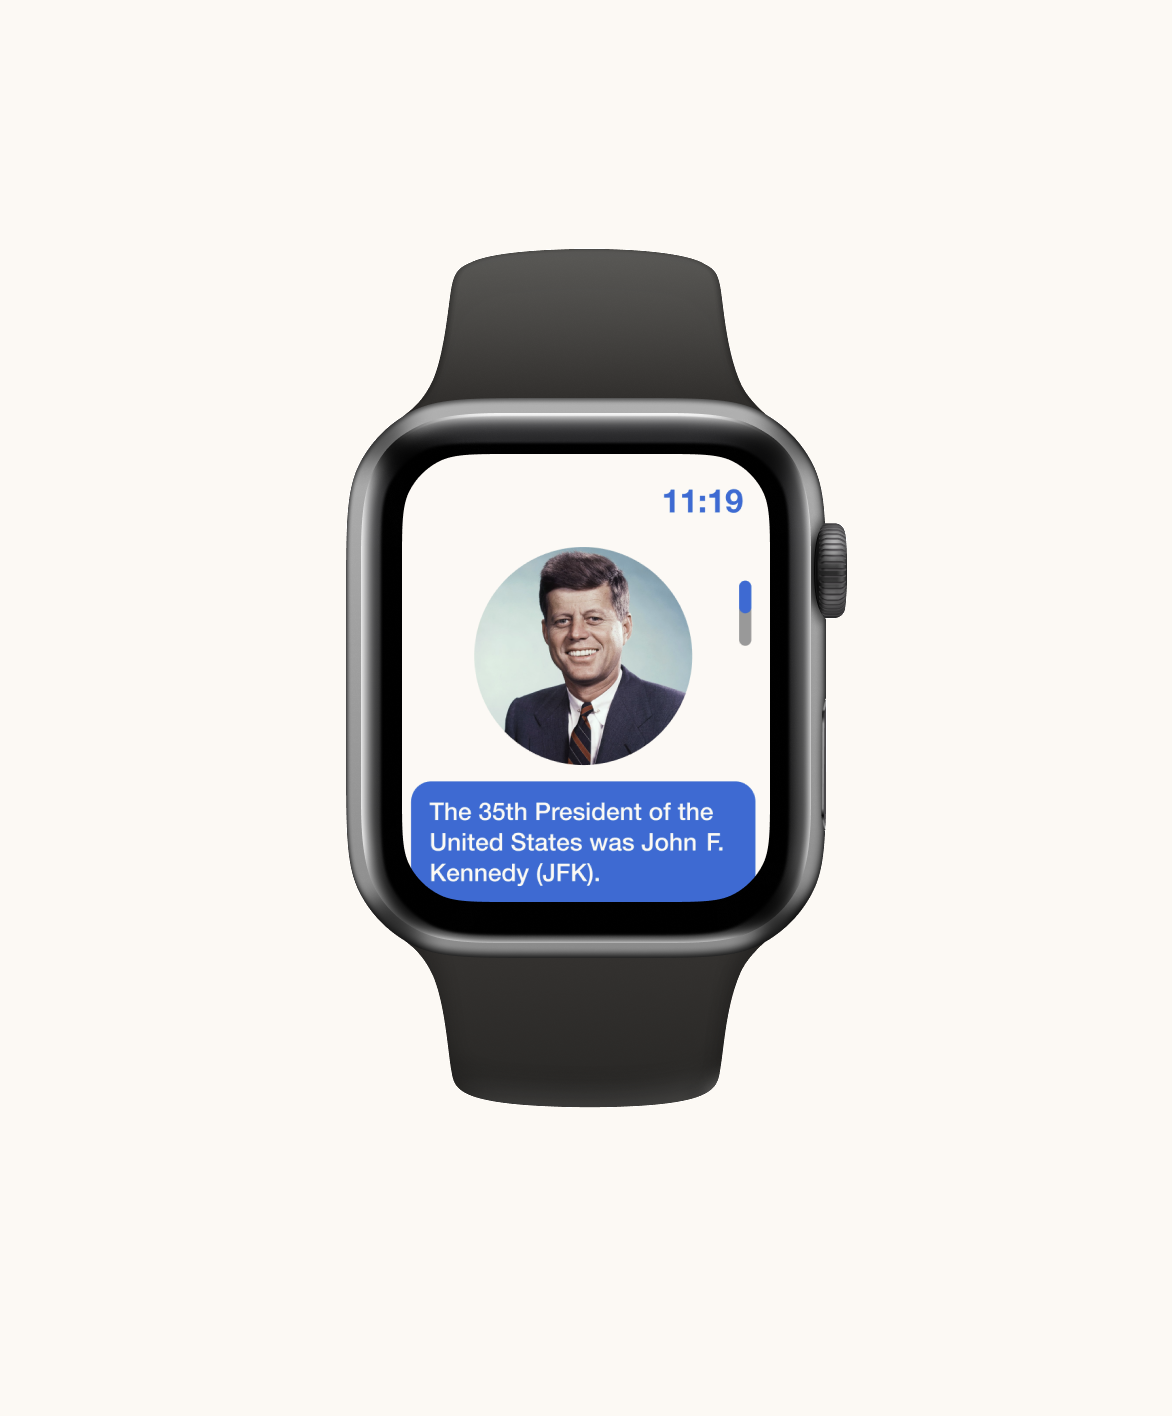 11:19
The 35th President of the
United States was John F.
Kennedy (JFK).